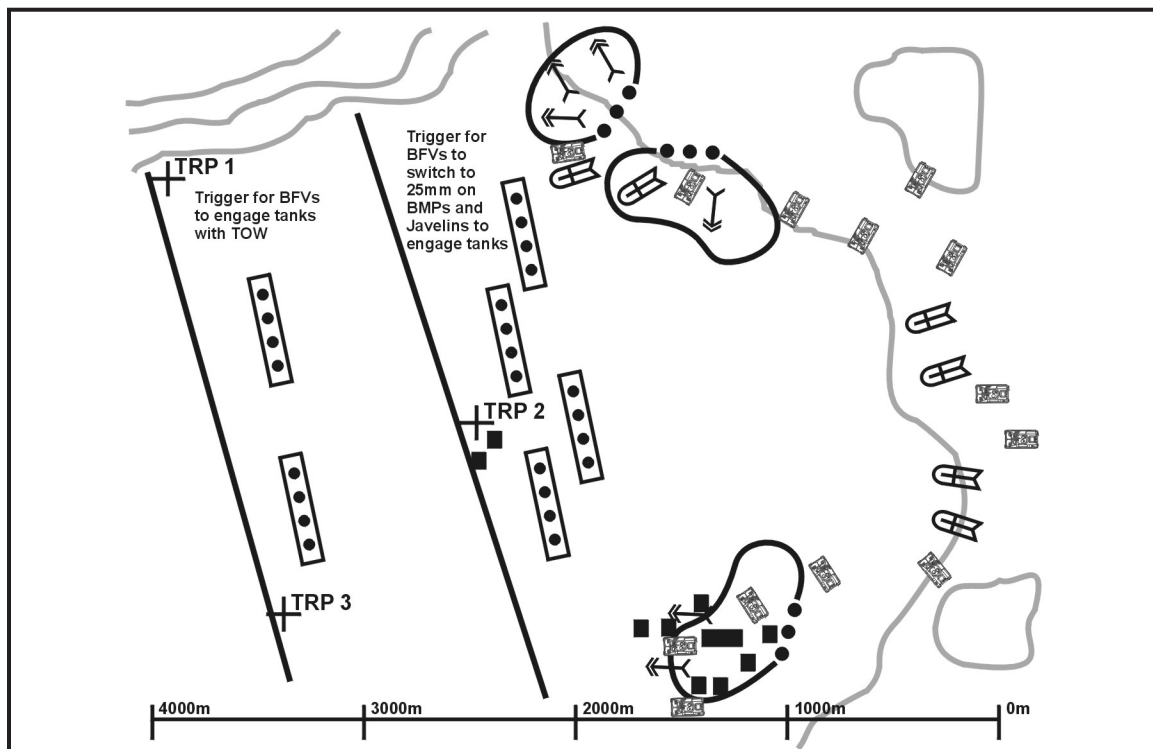 TRP 1
Trigger for BFVs
to engage tanks
with TOW
Trigger for
BFVs to
switch to
25mm on
BMPs and
Javelins to
engage tanks
TRP 2
TRP 3
4000m
3000m
2000m
1000m
0m